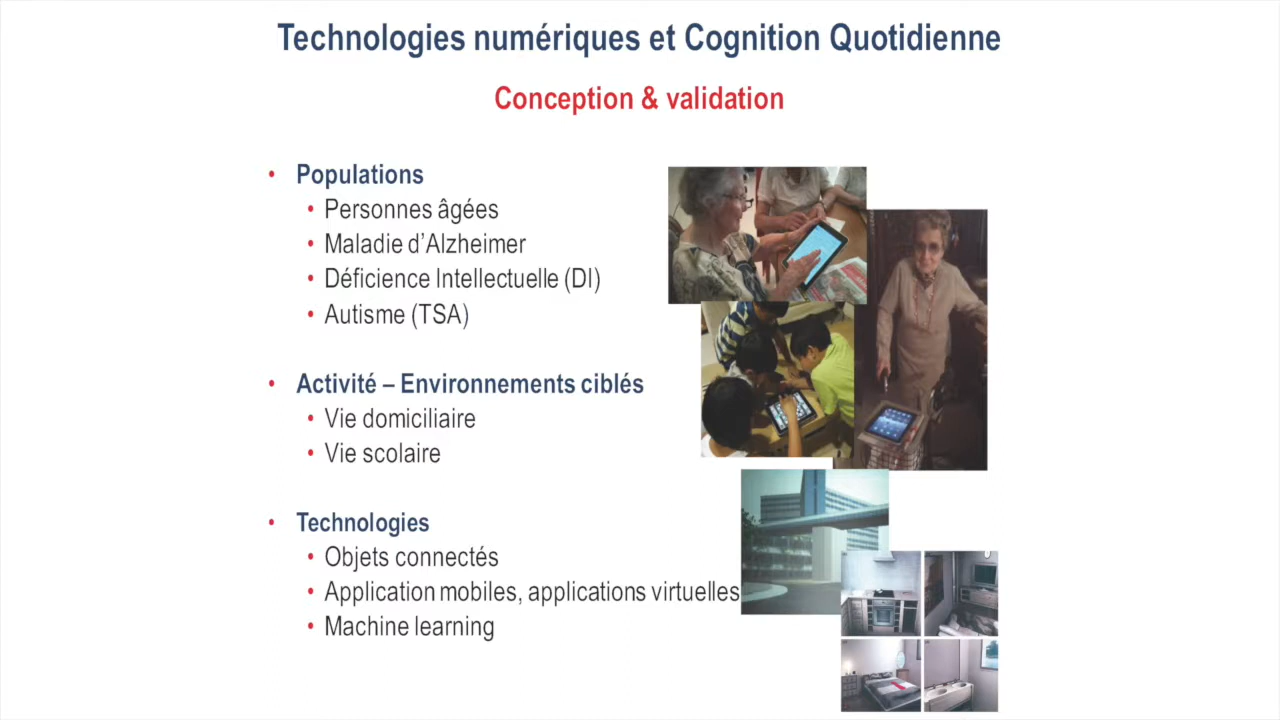 Technologies numériques et Cognition Quotidienne
Conception & validation
• Populations
• Personnes âgées
• Maladie d’Alzheimer
• Déficience Intellectuelle (DI)
• Autisme (TSA)
• Activité – Environnements ciblés
• Vie domiciliaire
• Vie scolaire
• Technologies
• Objets connectés
• Application mobiles, applications virtuelles
• Machine learning